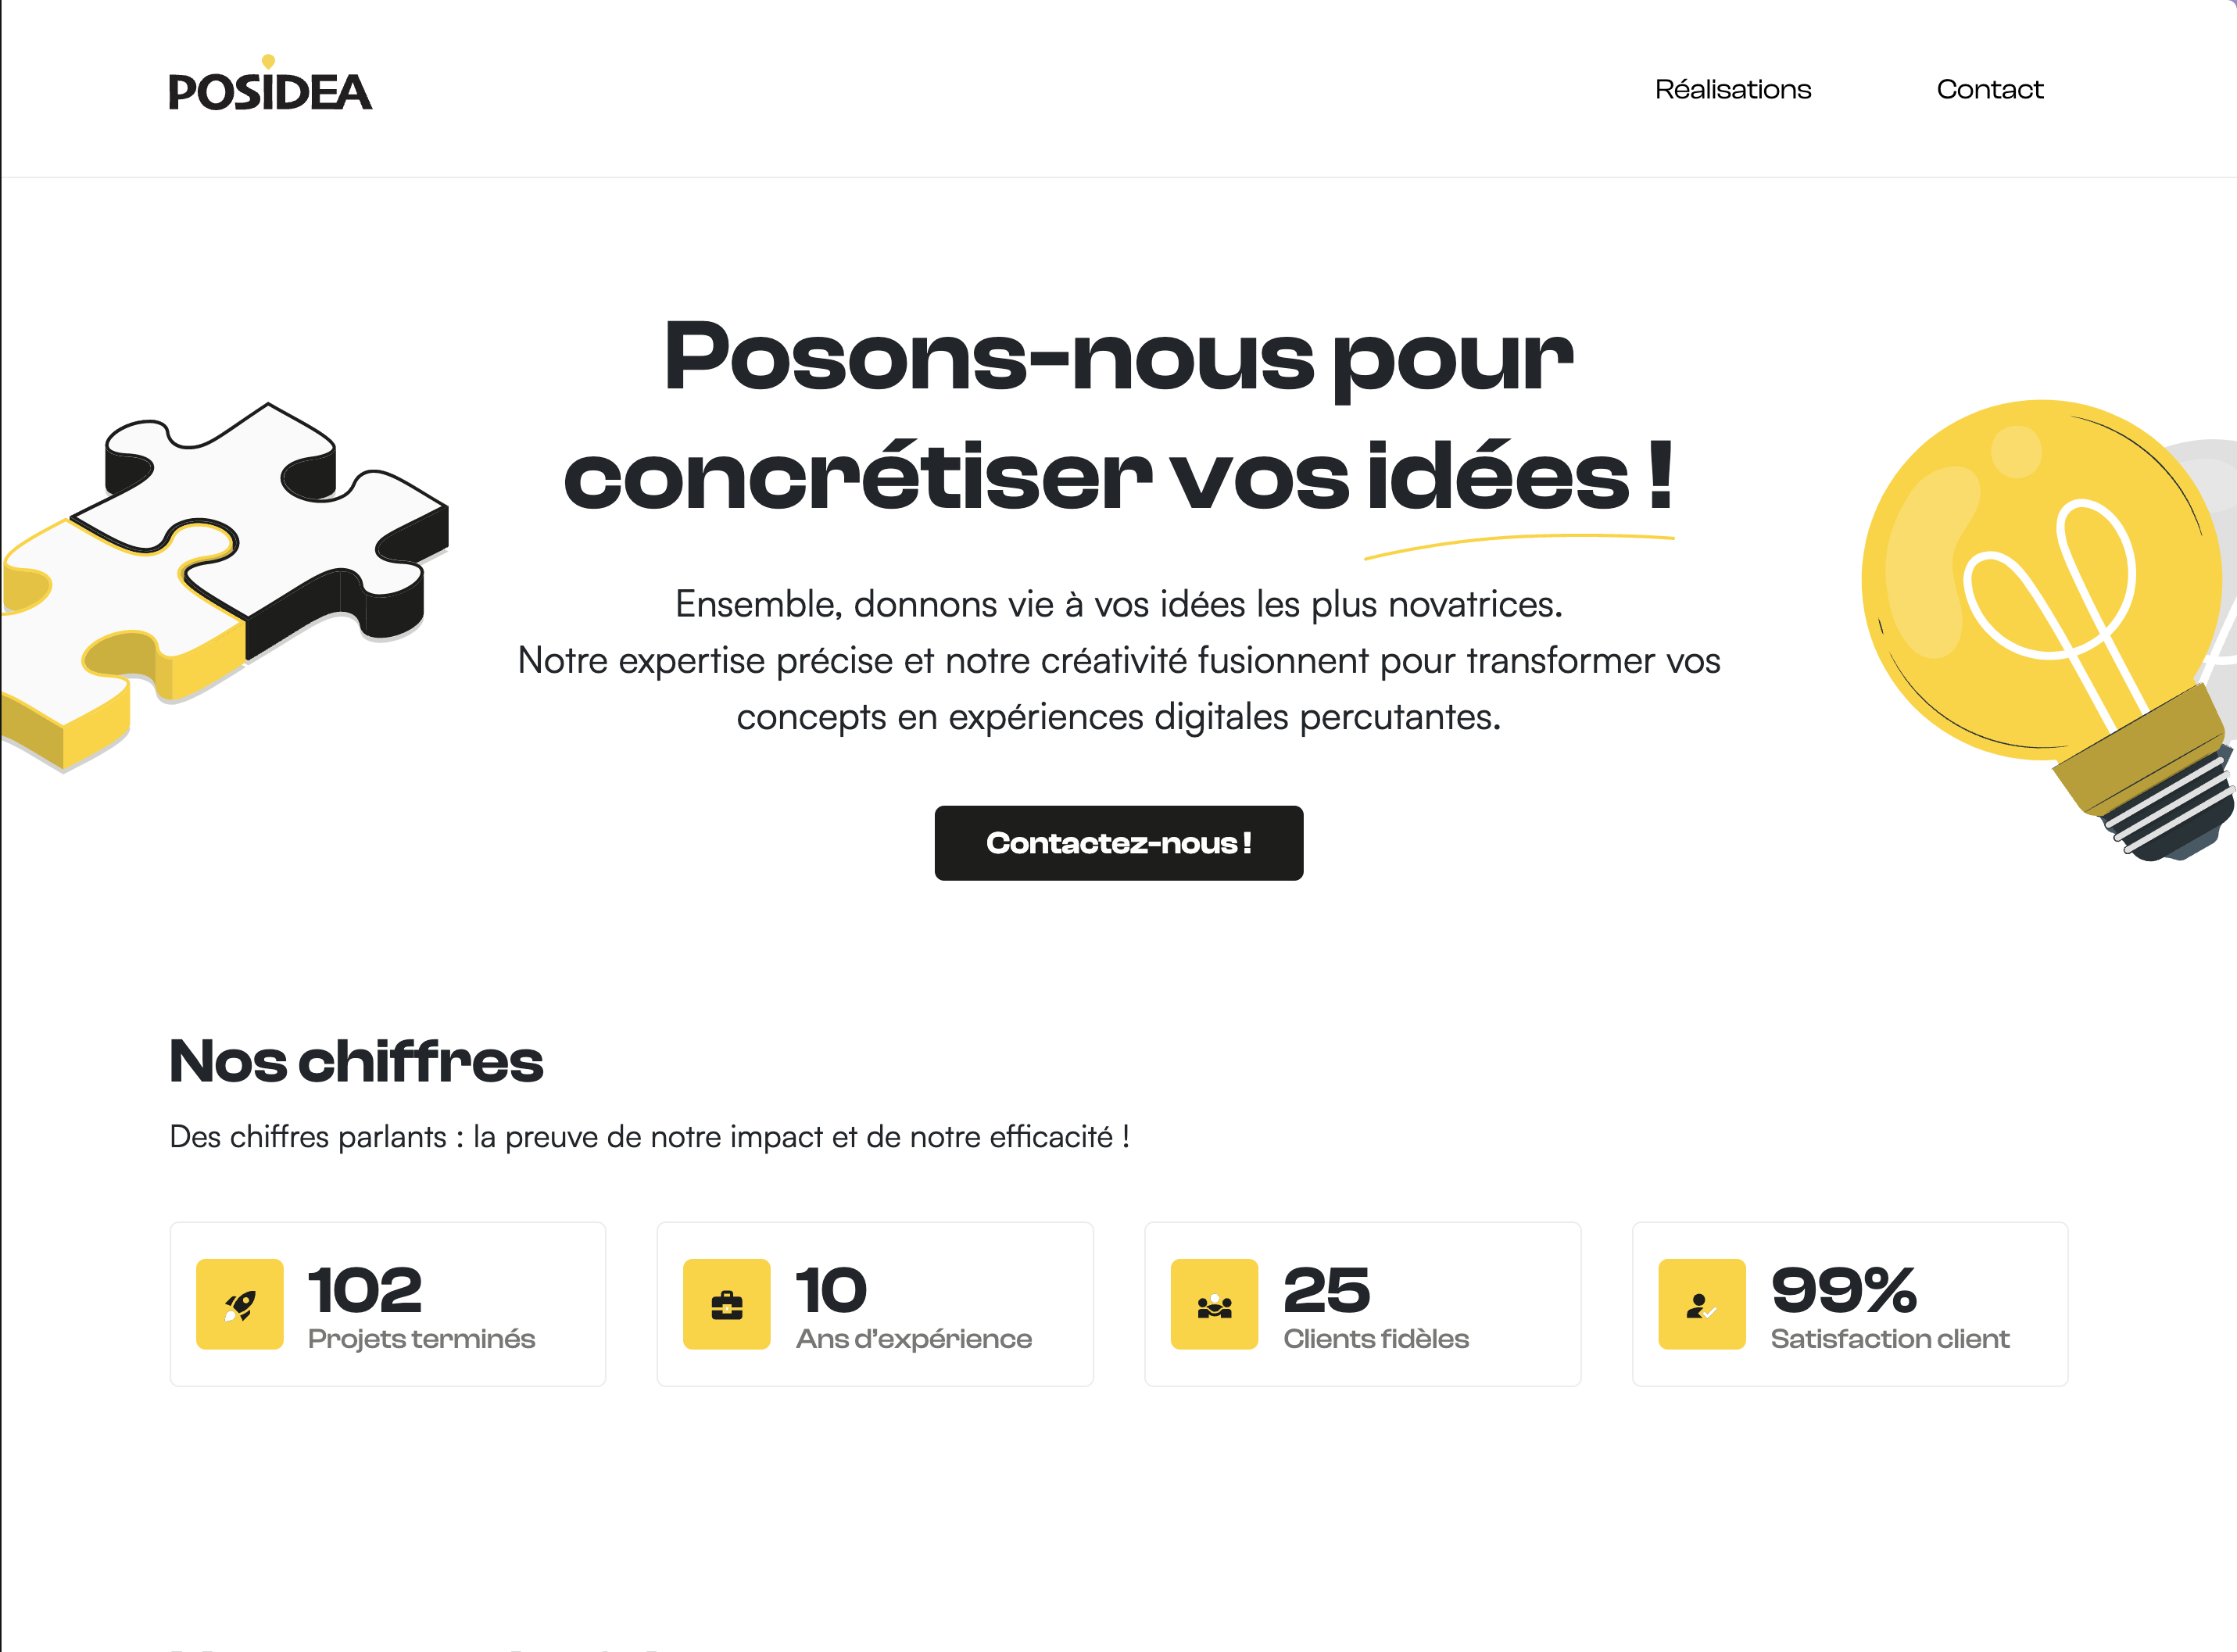 POSIDEA
Réalisations
Contact
Posons-nous pour
concrétiser vos idées !
Ensemble, donnons vie à vos idées les plus novatrices.
Notre expertise précise et notre créativité fusionnent pour transformer vos
concepts en expériences digitales percutantes.
Contactez-nous !
Nos chiffres
Des chiffres parlants : la preuve de notre impact et de notre efficacité !
102
Projets terminés
10
Ans d’expérience
25
Clients fidèles
99%
Satisfaction client